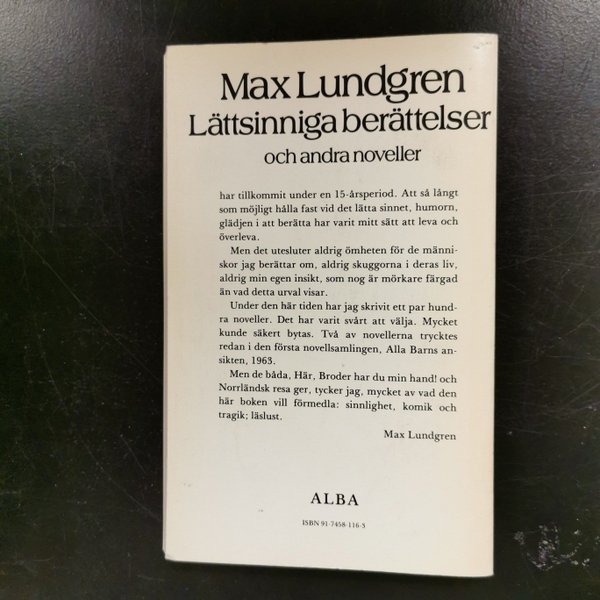 Max Lundgren
Lättsinniga berättelser
och andra noveller
har tillkommit under en 15-årsperiod. Att så långt
som möjligt hålla fast vid det lätta sinnet, humorn,
glädjen i att berätta har varit mitt sätt att leva och
överleva.
Men det utesluter aldrig ömheten för de männi-
skor jag berättar om, aldrig skuggorna i deras liv,
aldrig min egen insikt, som nog är mörkare färgad
än vad detta urval visar.
Under den här tiden har jag skrivit ett par hund-
ra noveller. Det har varit svårt att välja. Mycket
kunde säkert bytas. Två av novellerna trycktes
redan i den första novellsamlingen, Alla Barns an-
sikten, 1963.
Men de båda, Här, Broder har du min hand! och
Norrländsk resa ger, tycker jag, mycket av vad den
här boken vill förmedla: sinnlighet, komik och
tragik; läslust.
Max Lundgren
ALBA
ISBN 91-7458-116-3